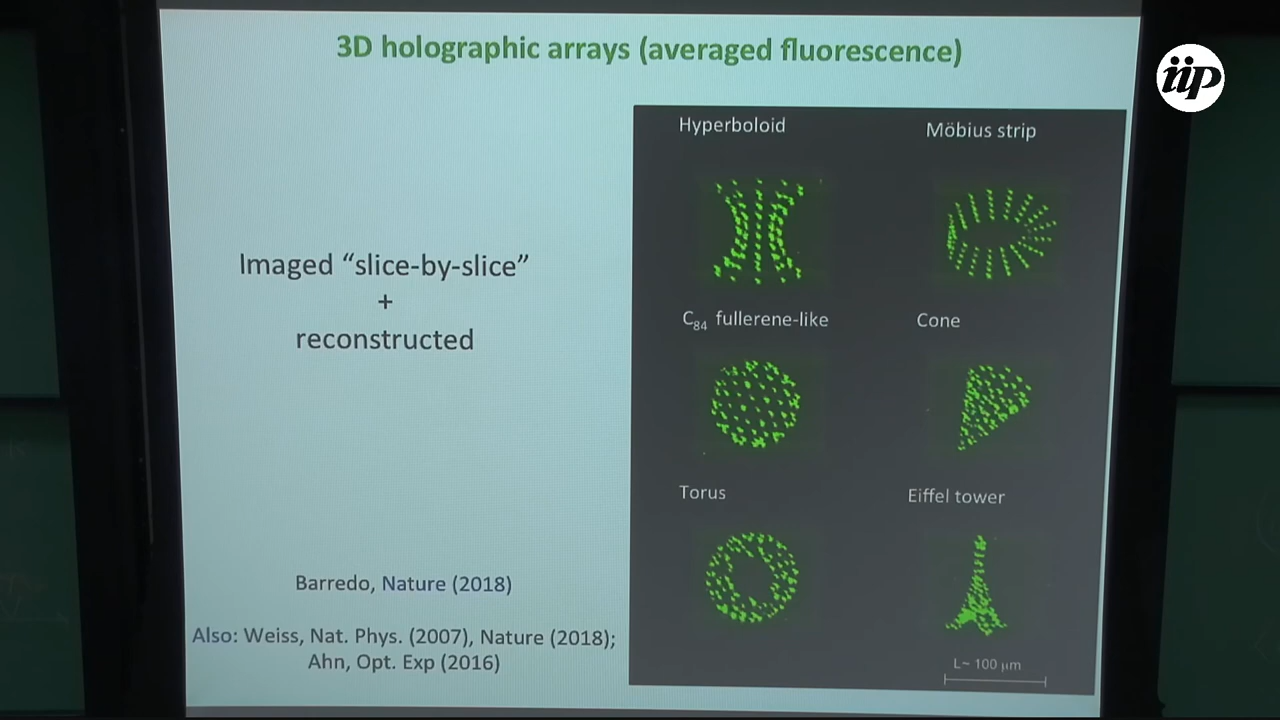 3D holographic arrays (averaged fluorescence)
iip
Hyperboloid
Möbius strip
Imaged “slice-by-slice”
+
reconstructed
C₈₄ fullerene-like
Cone
Torus
Eiffel tower
Barredo, Nature (2018)
Also: Weiss, Nat. Phys. (2007), Nature (2018);
Ahn, Opt. Exp (2016)
L~ 100 μm